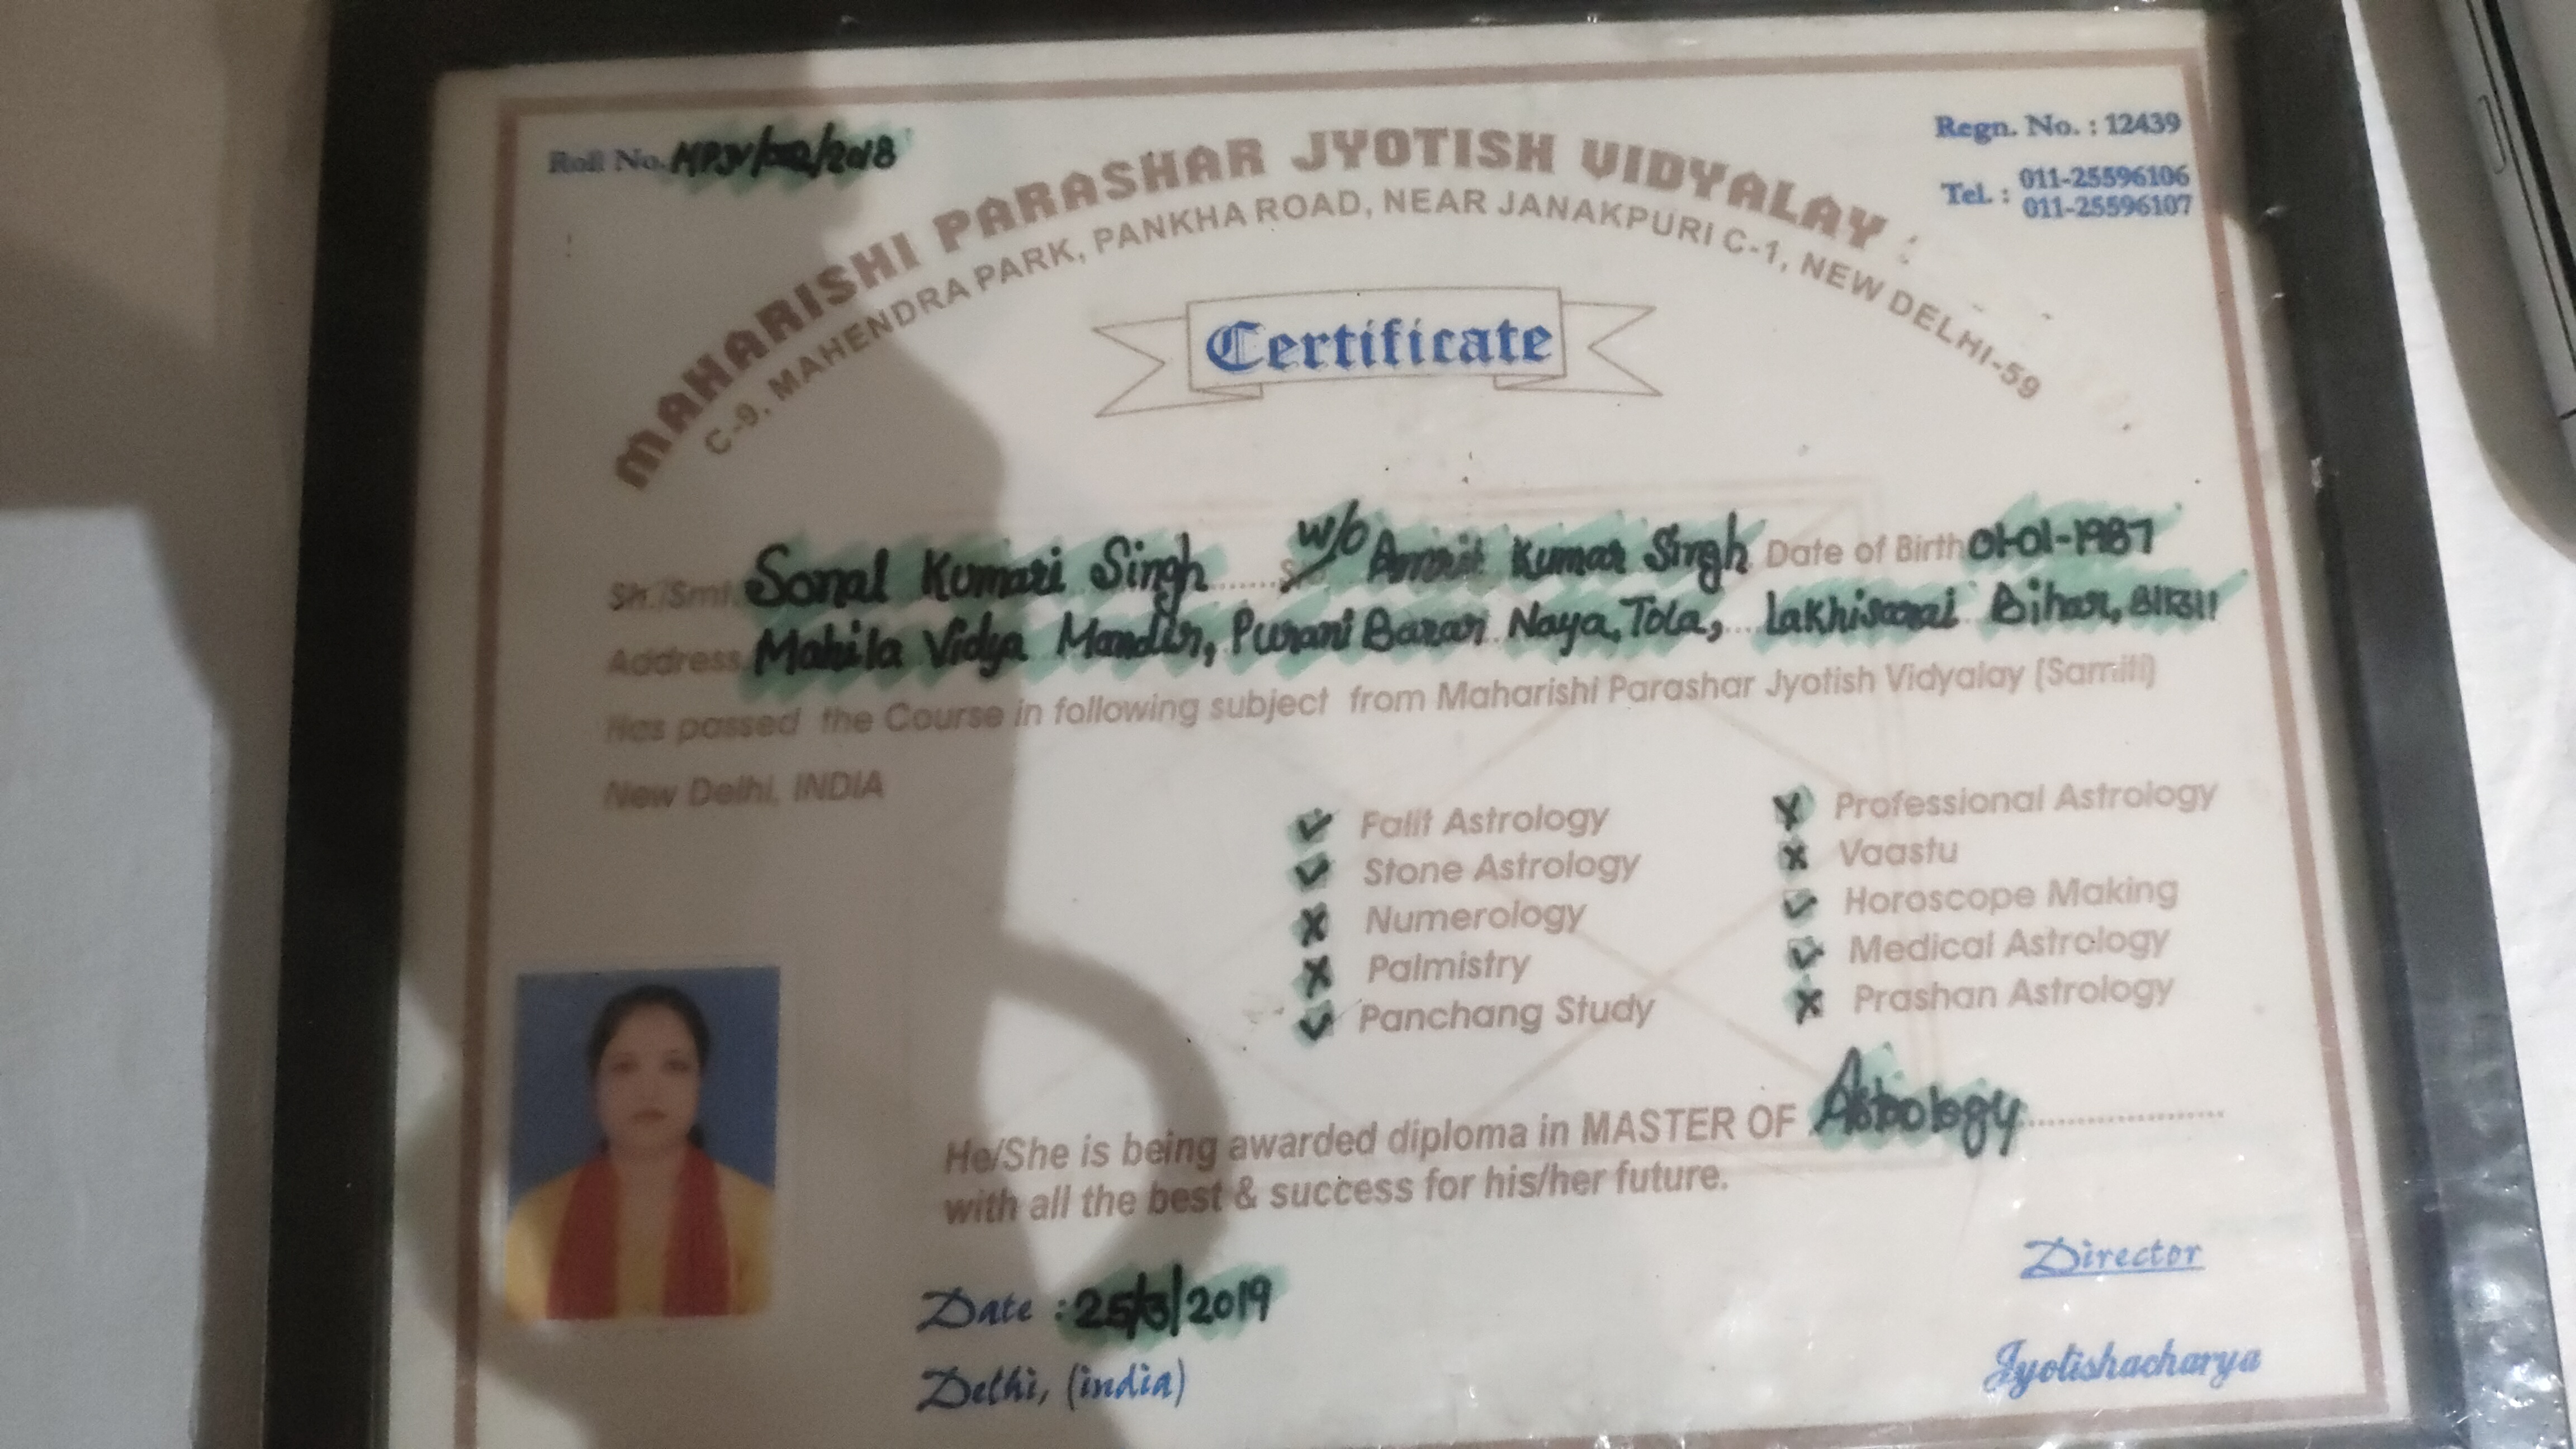 Roll No.
Regn. No. : 12439
Tel. : 011-25596106
011-25596107
MAHARISHI PARASHAR JYOTISH VIDYALAY
C-9, MAHENDRA PARK, PANKHA ROAD, NEAR JANAKPURI C-1, NEW DELHI-59
Certificate
Sh./Smt. Sonal Kumari Singh W/O Amrit Kumar Singh Date of Birth 01-01-1987
Address Mahila Vidya Mandir, Purani Bazar Naya, Tola, Lakhisarai Bihar,
Has passed the Course in following subject from Maharishi Parashar Jyotish Vidyalay (Samiti)
New Delhi, INDIA
✓ Falit Astrology
✓ Stone Astrology
✗ Numerology
✗ Palmistry
✓ Panchang Study
Professional Astrology
✗ Vaastu
✓ Horoscope Making
✓ Medical Astrology
✗ Prashan Astrology
He/She is being awarded diploma in MASTER OF Astrology
with all the best & success for his/her future.
Date : 25/3/2019
Delhi, (india)
Director
Jyotishacharya